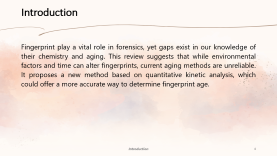 Introduction
Fingerprint play a vital role in forensics, yet gaps exist in our knowledge of
their chemistry and aging. This review suggests that while environmental
factors and time can alter fingerprints, current aging methods are unreliable.
It proposes a new method based on quantitative kinetic analysis, which
could offer a more accurate way to determine fingerprint age.
Introduction